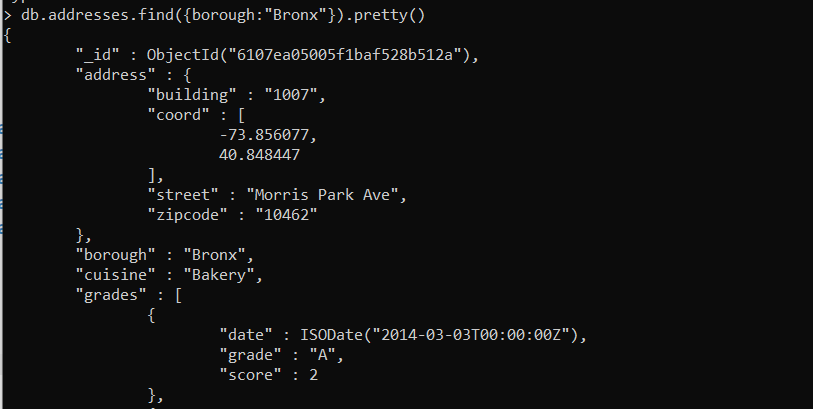 > db.addresses.find({borough:"Bronx"}).pretty()
{
"_id" : ObjectId("6107ea05005f1baf528b512a"),
"address" : {
"building" : "1007",
"coord" : [
-73.856077,
40.848447
],
"street" : "Morris Park Ave",
"zipcode" : "10462"
},
"borough" : "Bronx",
"cuisine" : "Bakery",
"grades" : [
{
"date" : ISODate("2014-03-03T00:00:00Z"),
"grade" : "A",
"score" : 2
},